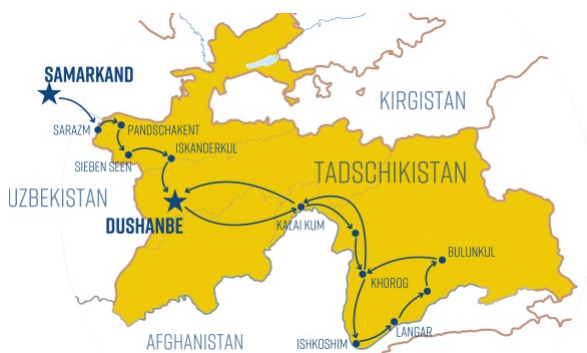 SAMARKAND
KIRGISTAN
SARAZM
PANDSCHAKENT
ISKANDERKUL
SIEBEN SEEN
TADSCHIKISTAN
UZBEKISTAN
DUSHANBE
KALAI KUM
BULUNKUL
KHOROG
LANGAR
ISHKOSHIM
AFGHANISTAN